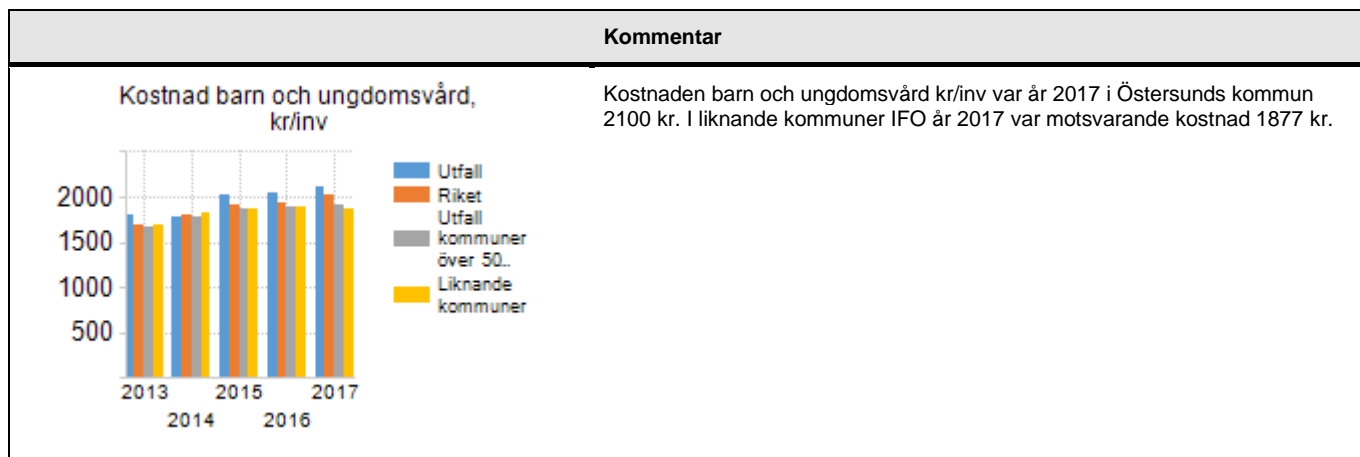 Kommentar
Kostnad barn och ungdomsvård,
kr/inv
2000
1500
1000
500
2013
2015
2017
2014
2016
Utfall
Riket
Utfall
kommuner
över 50..
Liknande
kommuner
Kostnaden barn och ungdomsvård kr/inv var år 2017 i Östersunds kommun
2100 kr. I liknande kommuner IFO år 2017 var motsvarande kostnad 1877 kr.